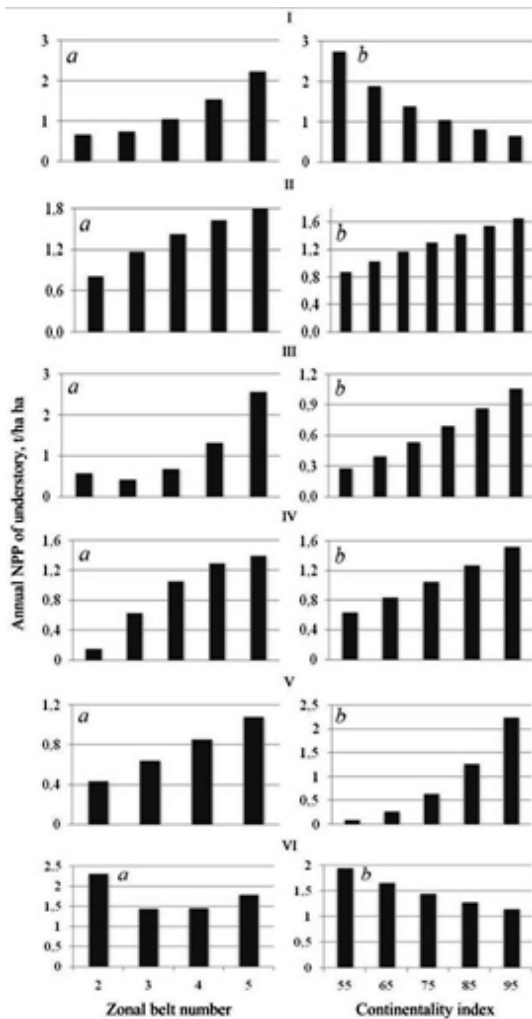 I
a
3
2
1
0
b
3
2
1
0
II
a
1.8
1.2
0.6
0.0
b
1.6
1.2
0.8
0.4
0.0
III
a
3
2
1
0
b
1.2
0.9
0.6
0.3
0.0
IV
a
1.6
1.2
0.8
0.4
0
b
1.6
1.2
0.8
0.4
0
V
a
1.2
0.8
0.4
0
b
2.5
2
1.5
1
0.5
0
VI
a
2.5
2
1.5
1
0.5
0
b
2
1.5
1
0.5
0
2 3 4 5
55 65 75 85 95
Zonal belt number
Continentality index
Annual NPP of understory, t/ha ha